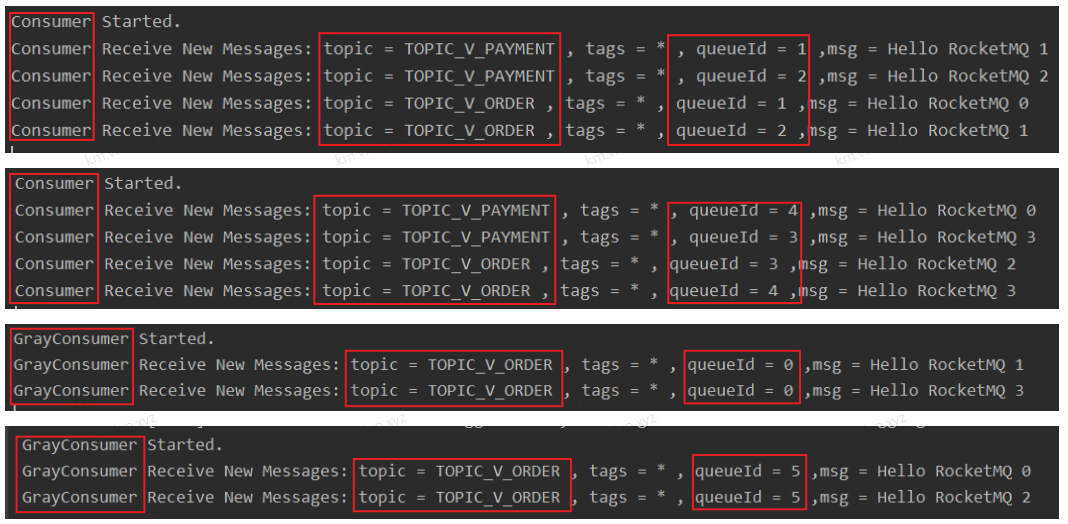 Consumer Started.
Consumer Receive New Messages: topic = TOPIC_V_PAYMENT , tags = * , queueId = 1 ,msg = Hello RocketMQ 1
Consumer Receive New Messages: topic = TOPIC_V_PAYMENT , tags = * , queueId = 2 ,msg = Hello RocketMQ 2
Consumer Receive New Messages: topic = TOPIC_V_ORDER , tags = * , queueId = 1 ,msg = Hello RocketMQ 0
Consumer Receive New Messages: topic = TOPIC_V_ORDER , tags = * , queueId = 2 ,msg = Hello RocketMQ 1
Consumer Started.
Consumer Receive New Messages: topic = TOPIC_V_PAYMENT , tags = * , queueId = 4 ,msg = Hello RocketMQ 0
Consumer Receive New Messages: topic = TOPIC_V_PAYMENT , tags = * , queueId = 3 ,msg = Hello RocketMQ 3
Consumer Receive New Messages: topic = TOPIC_V_ORDER , tags = * , queueId = 3 ,msg = Hello RocketMQ 2
Consumer Receive New Messages: topic = TOPIC_V_ORDER , tags = * , queueId = 4 ,msg = Hello RocketMQ 3
GrayConsumer Started.
GrayConsumer Receive New Messages: topic = TOPIC_V_ORDER , tags = * , queueId = 0 ,msg = Hello RocketMQ 1
GrayConsumer Receive New Messages: topic = TOPIC_V_ORDER , tags = * , queueId = 0 ,msg = Hello RocketMQ 3
GrayConsumer Started.
GrayConsumer Receive New Messages: topic = TOPIC_V_ORDER , tags = * , queueId = 5 ,msg = Hello RocketMQ 0
GrayConsumer Receive New Messages: topic = TOPIC_V_ORDER , tags = * , queueId = 5 ,msg = Hello RocketMQ 2